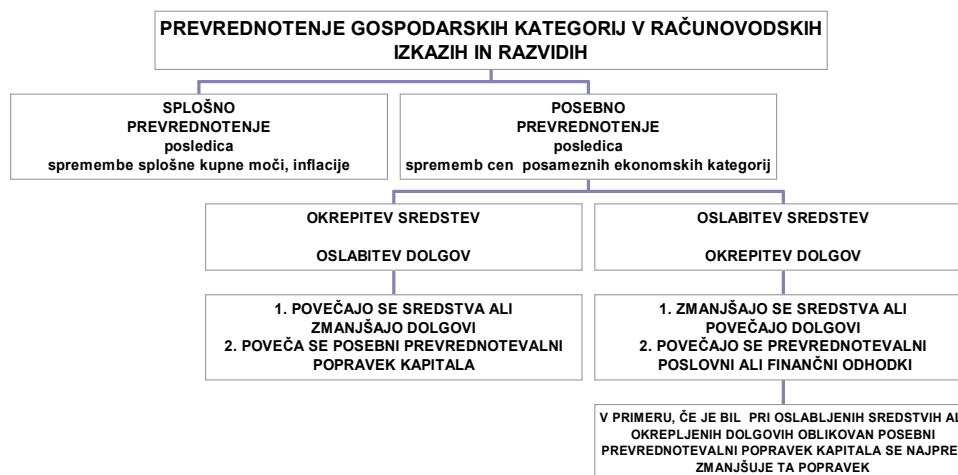 PREVREDNOTENJE GOSPODARSKIH KATEGORIJ V RAČUNOVODSKIH
IZKAZIH IN RAZVIDIH
SPLOŠNO
PREVREDNOTENJE
posledica
spremembe splošne kupne moči, inflacije
POSEBNO
PREVREDNOTENJE
posledica
sprememb cen posameznih ekonomskih kategorij
OKREPITEV SREDSTEV
OSLABITEV DOLGOV
OSLABITEV SREDSTEV
OKREPITEV DOLGOV
1. POVEČAJO SE SREDSTVA ALI
ZMANJŠAJO DOLGOVI
2. POVEČA SE POSEBNI PREVREDNOTEVALNI
POPRAVEK KAPITALA
1. ZMANJŠAJO SE SREDSTVA ALI
POVEČAJO DOLGOVI
2. POVEČAJO SE PREVREDNOTEVALNI
POSLOVNI ALI FINANČNI ODHODKI
V PRIMERU, ČE JE BIL PRI OSLABLJENIH SREDSTVIH AL
OKREPLJENIH DOLGOVIH OBLIKOVAN POSEBNI
PREVREDNOTEVALNI POPRAVEK KAPITALA SE NAJPRE
ZMANJŠUJE TA POPRAVEK